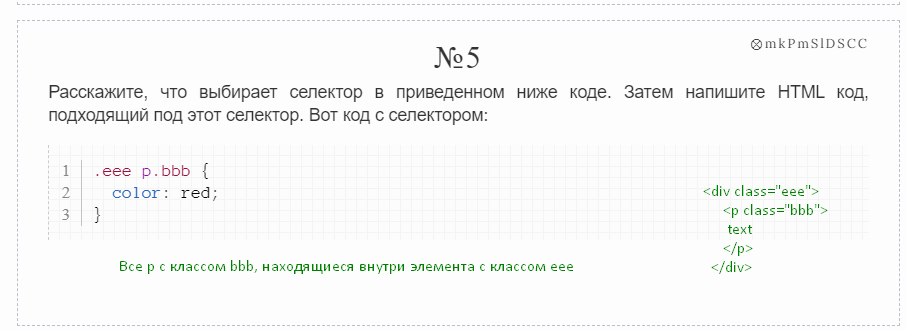 ⊗mkPmSlDSCC
№5
Расскажите, что выбирает селектор в приведенном ниже коде. Затем напишите HTML код,
подходящий под этот селектор. Вот код с селектором:
1 .eee p.bbb {
2 color: red;
3 }
<div class="eee">
<p class="bbb">
text
</p>
</div>
Все p с классом bbb, находящиеся внутри элемента с классом eee